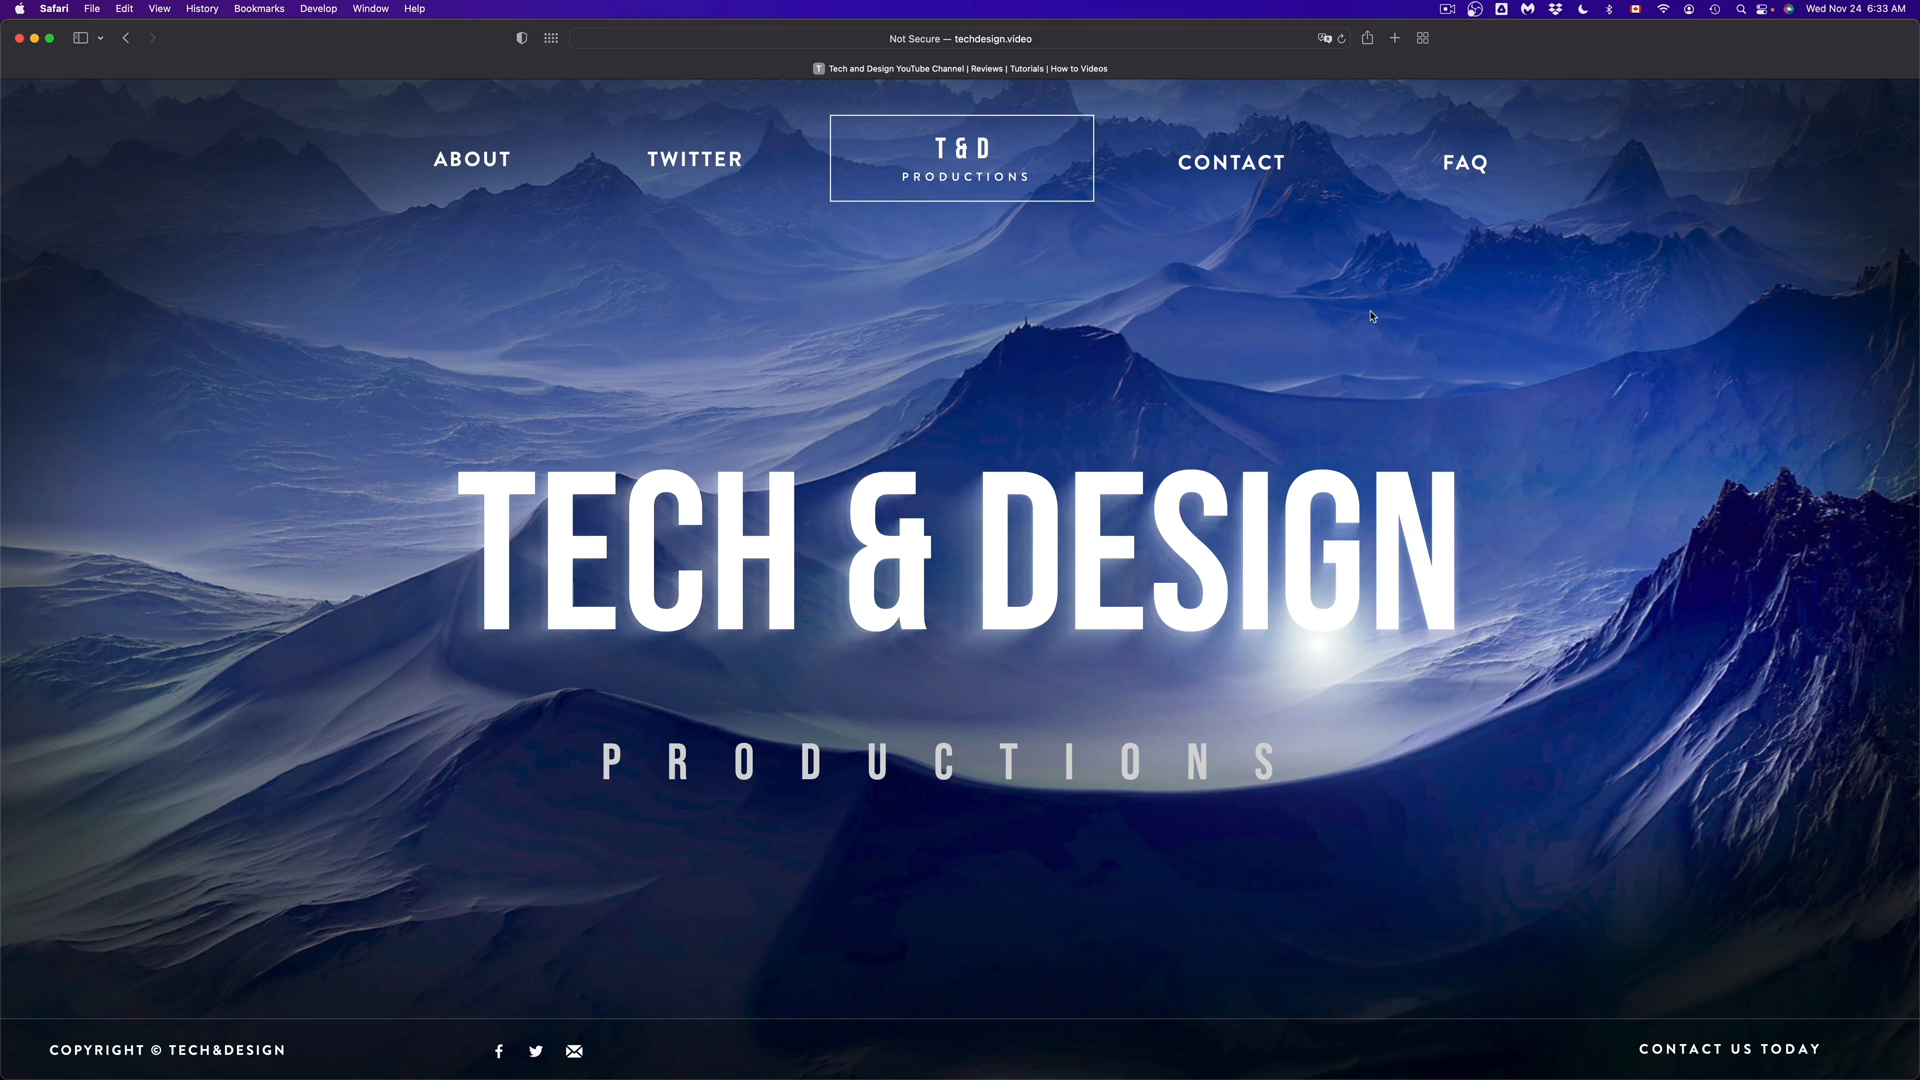 Safari File Edit View History Bookmarks Develop Window Help Wed Nov 24 6:33 AM
Not Secure — techdesign.video
T Tech and Design YouTube Channel | Reviews | Tutorials | How to Videos
ABOUT TWITTER T & D CONTACT FAQ
PRODUCTIONS
TECH & DESIGN
PRODUCTIONS
COPYRIGHT © TECH&DESIGN CONTACT US TODAY